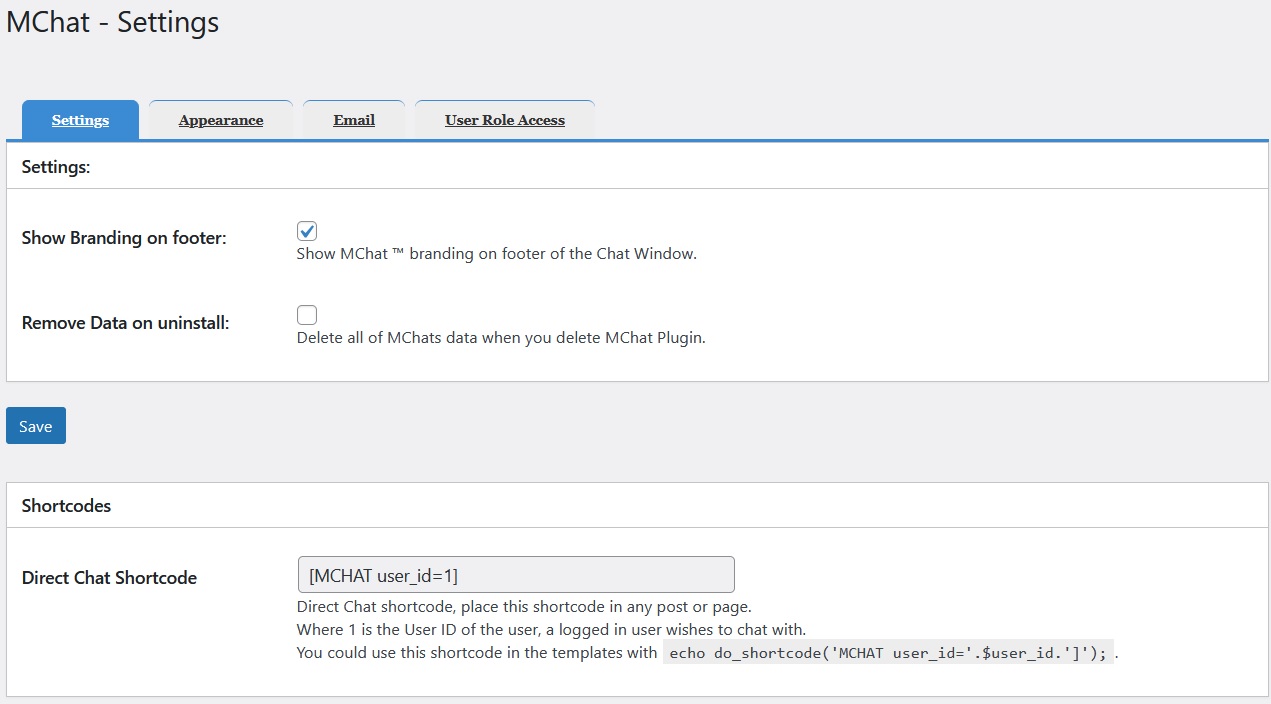 MChat - Settings
Settings
Appearance
Email
User Role Access
Settings:
Show Branding on footer:
Show MChat ™ branding on footer of the Chat Window.
Remove Data on uninstall:
Delete all of MChats data when you delete MChat Plugin.
Save
Shortcodes
Direct Chat Shortcode
[MCHAT user_id=1]
Direct Chat shortcode, place this shortcode in any post or page.
Where 1 is the User ID of the user, a logged in user wishes to chat with.
You could use this shortcode in the templates with echo do_shortcode('MCHAT user_id='.$user_id.']'); .